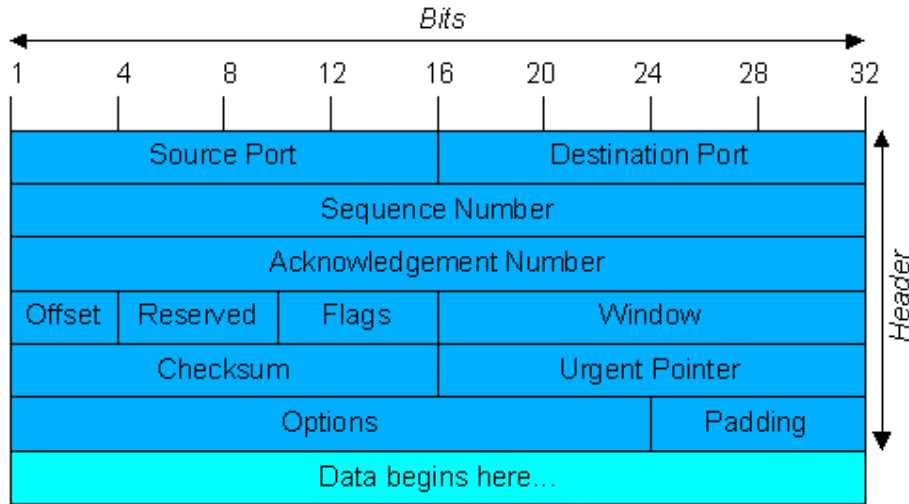 Bits
1 4 8 12 16 20 24 28 32
Source Port Destination Port
Sequence Number
Acknowledgement Number
Offset Reserved Flags Window
Checksum Urgent Pointer
Options Padding
Data begins here...
Header